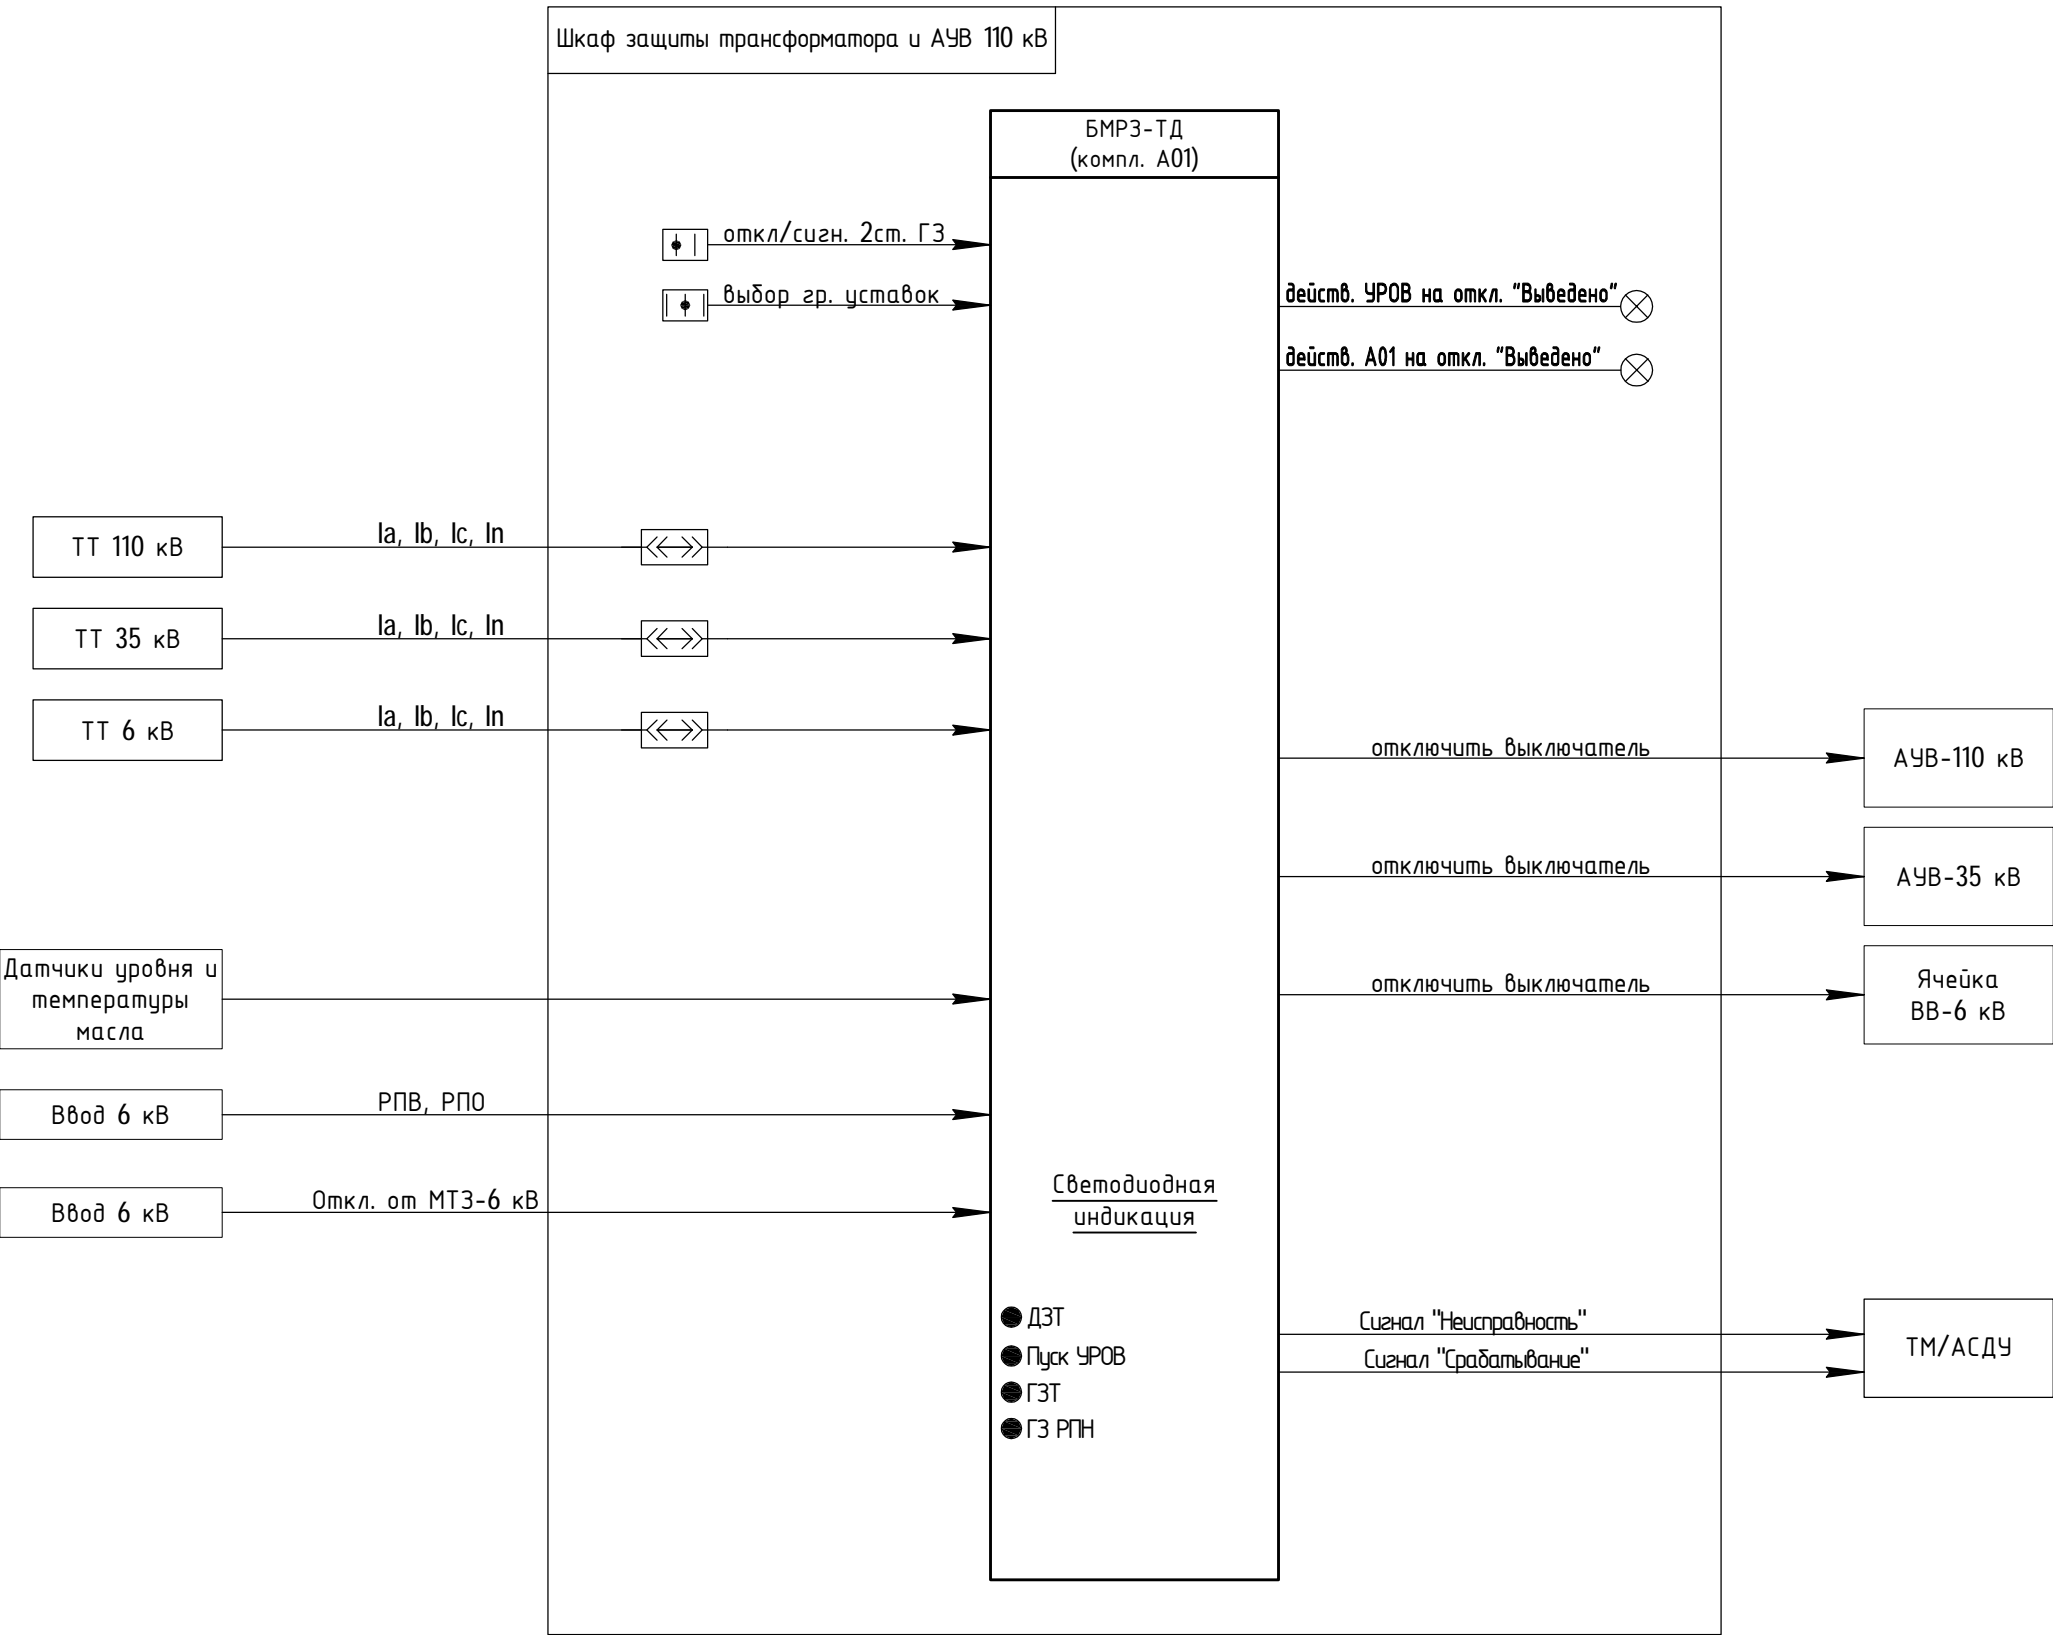 Шкаф защиты трансформатора и АУВ 110 кВ
БМРЗ-ТД
(компл. А01)
откл/сигн. 2ст. ГЗ
выбор гр. уставок
действ. УРОВ на откл. "Выведено"
действ. А01 на откл. "Выведено"
ТТ 110 кВ
Ia, Ib, Ic, In
ТТ 35 кВ
Ia, Ib, Ic, In
ТТ 6 кВ
Ia, Ib, Ic, In
отключить выключатель
АУВ-110 кВ
отключить выключатель
АУВ-35 кВ
отключить выключатель
Ячейка
ВВ-6 кВ
Датчики уровня и
температуры
масла
Ввод 6 кВ
РПВ, РПО
Ввод 6 кВ
Откл. от МТЗ-6 кВ
Светодиодная
индикация
ДЗТ
Пуск УРОВ
ГЗТ
ГЗ РПН
Сигнал "Неисправность"
Сигнал "Срабатывание"
ТМ/АСДУ